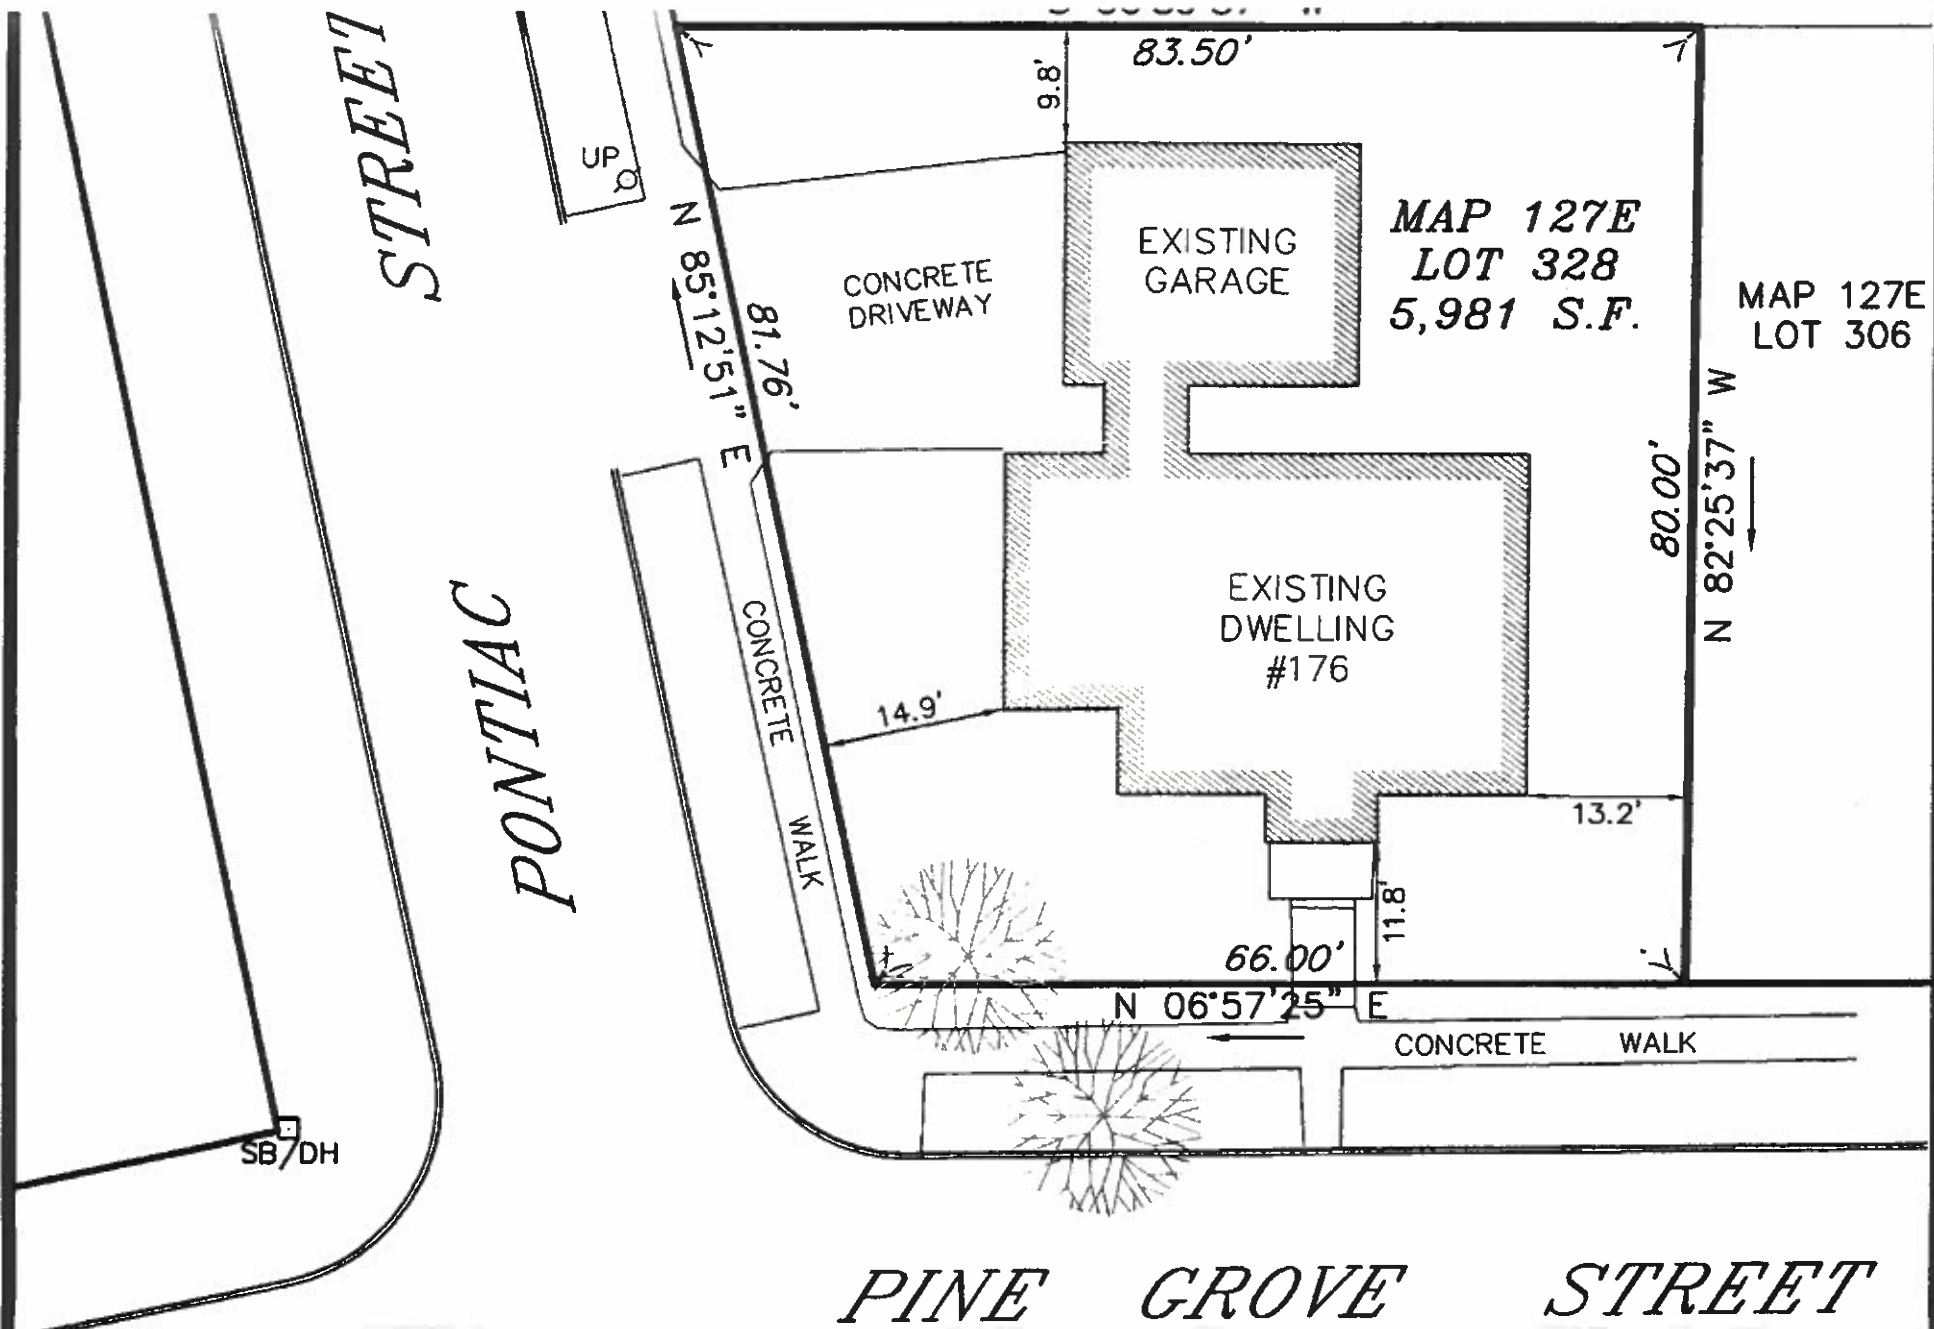 83.50'
9.8'
STREET
UP
N 85°12'51" E
81.76'
CONCRETE
DRIVEWAY
EXISTING
GARAGE
MAP 127E
LOT 328
5,981 S.F.
MAP 127E
LOT 306
80.00'
N 82°25'37" W
EXISTING
DWELLING
#176
PONTIAC
CONCRETE WALK
14.9'
13.2'
11.8'
66.00'
N 06°57'25" E
CONCRETE WALK
SB/DH
PINE GROVE STREET